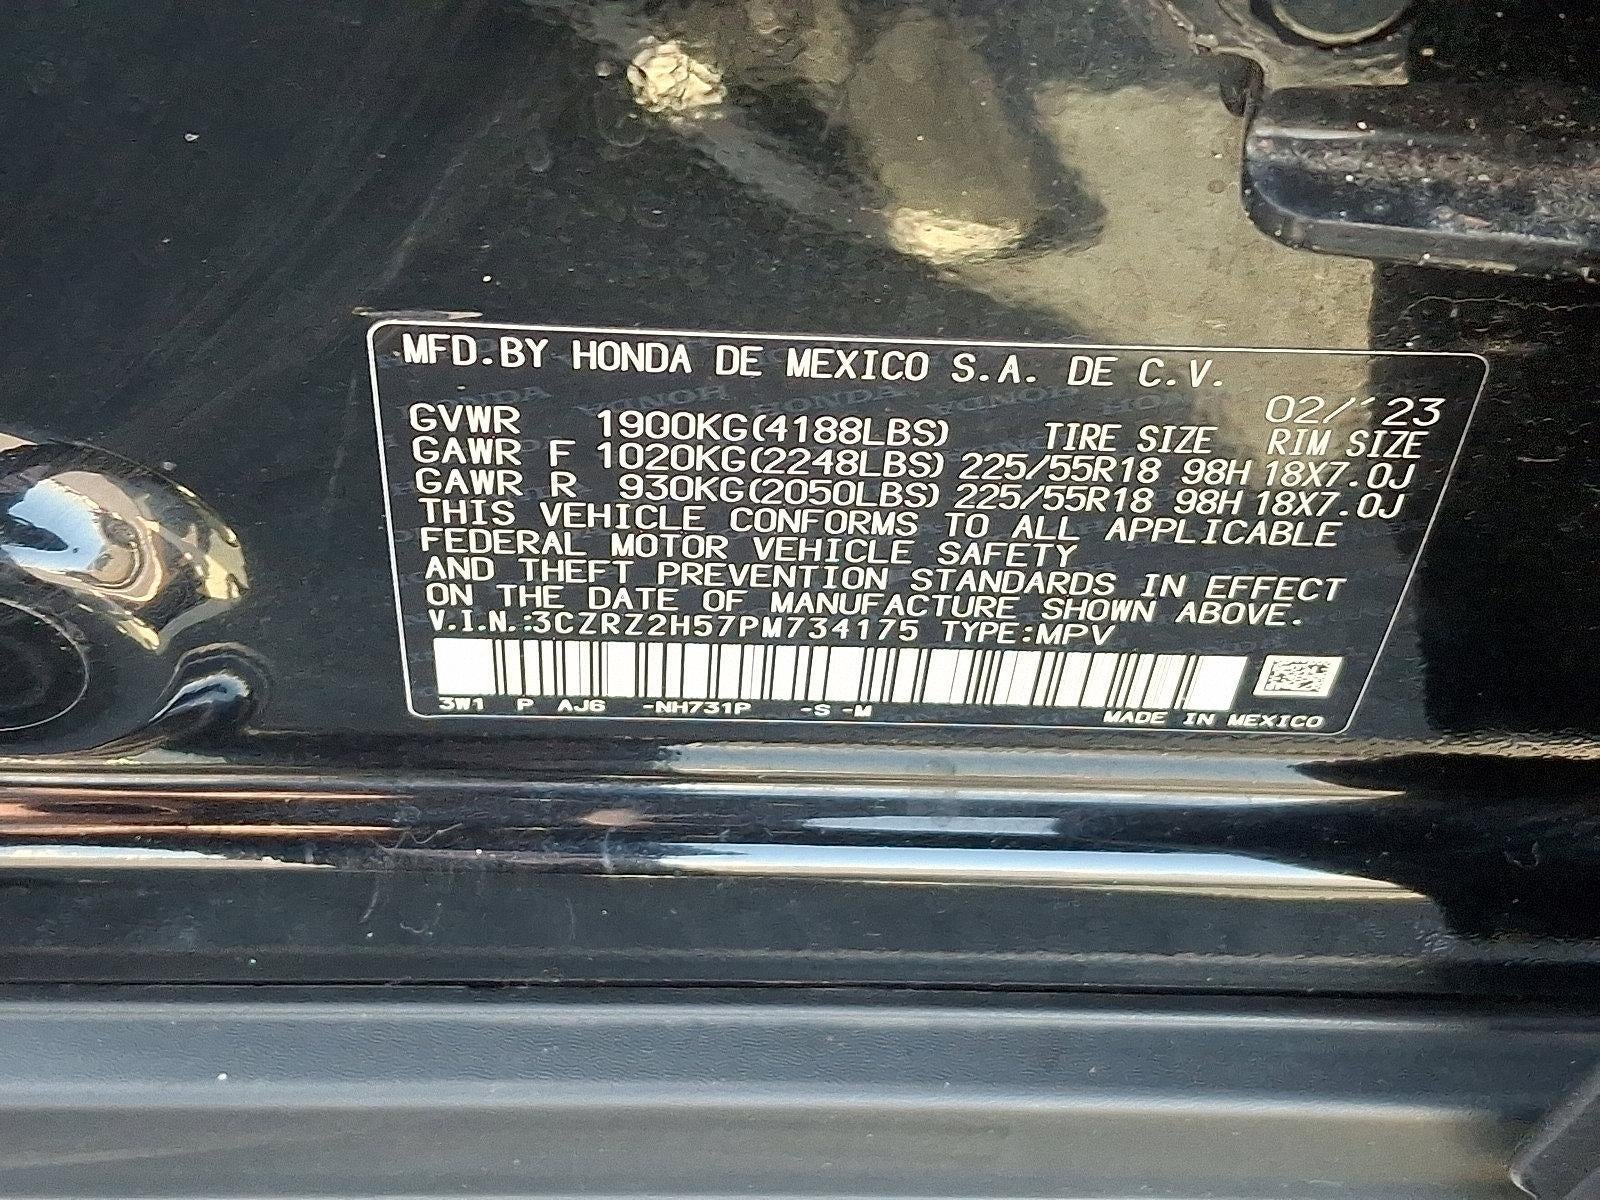 MFD.BY HONDA DE MEXICO S.A. DE C.V.
02/'23
GVWR 1900KG(4188LBS) TIRE SIZE RIM SIZE
GAWR F 1020KG(2248LBS) 225/55R18 98H 18X7.0J
GAWR R 930KG(2050LBS) 225/55R18 98H 18X7.0J
THIS VEHICLE CONFORMS TO ALL APPLICABLE
FEDERAL MOTOR VEHICLE SAFETY
AND THEFT PREVENTION STANDARDS IN EFFECT
ON THE DATE OF MANUFACTURE SHOWN ABOVE.
V.I.N.:3CZRZ2H57PM734175 TYPE:MPV
3W1 P AJ6 -NH731P -S -M MADE IN MEXICO